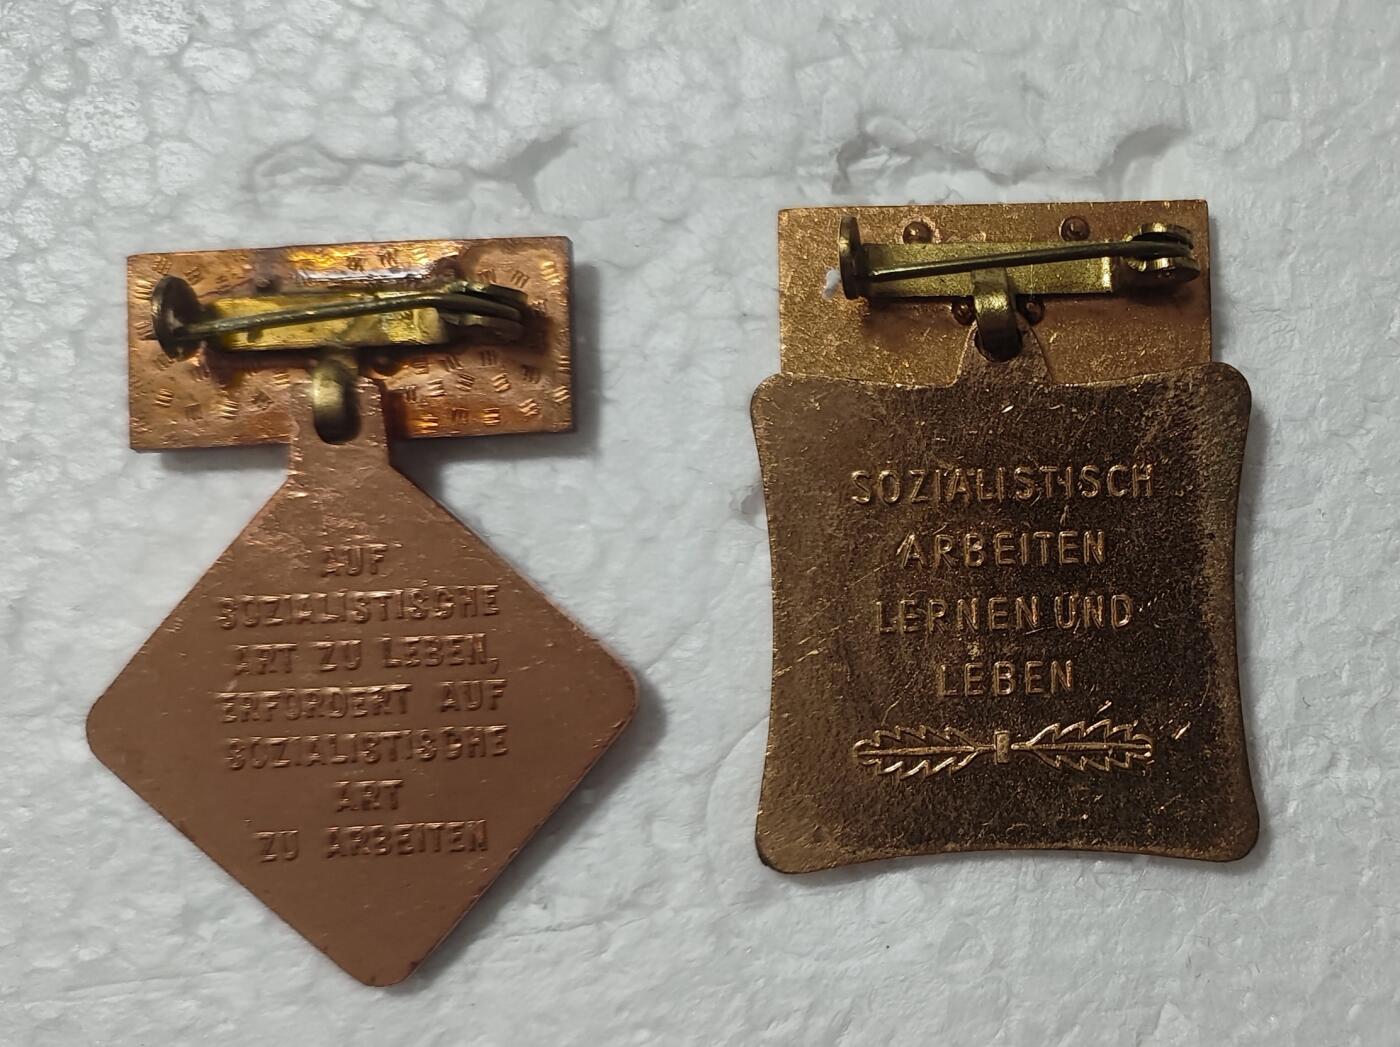 AUF
SOZIALISTISCHE
ART ZU LEBEN,
ERFORDERT AUF
SOZIALISTISCHE
ART
ZU ARBEITEN
SOZIALISTISCH
ARBEITEN
LERNEN UND
LEBEN